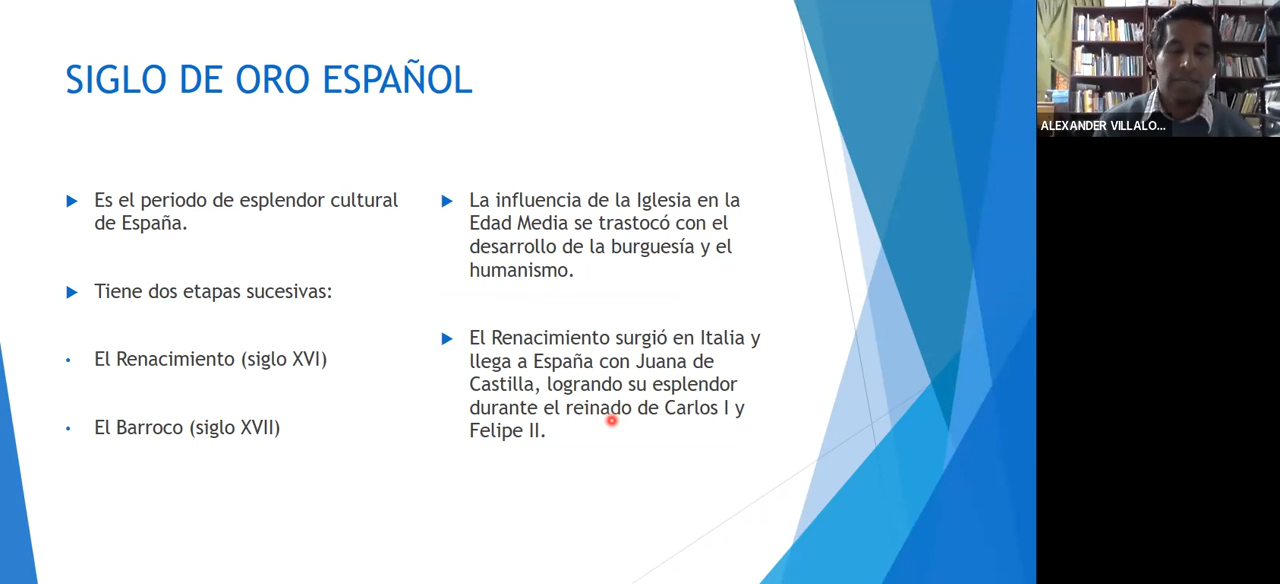 SIGLO DE ORO ESPAÑOL
Es el periodo de esplendor cultural
de España.
Tiene dos etapas sucesivas:
El Renacimiento (siglo XVI)
El Barroco (siglo XVII)
La influencia de la Iglesia en la
Edad Media se trastocó con el
desarrollo de la burguesía y el
humanismo.
El Renacimiento surgió en Italia y
llega a España con Juana de
Castilla, logrando su esplendor
durante el reinado de Carlos I y
Felipe II.
ALEXANDER VILLALO...